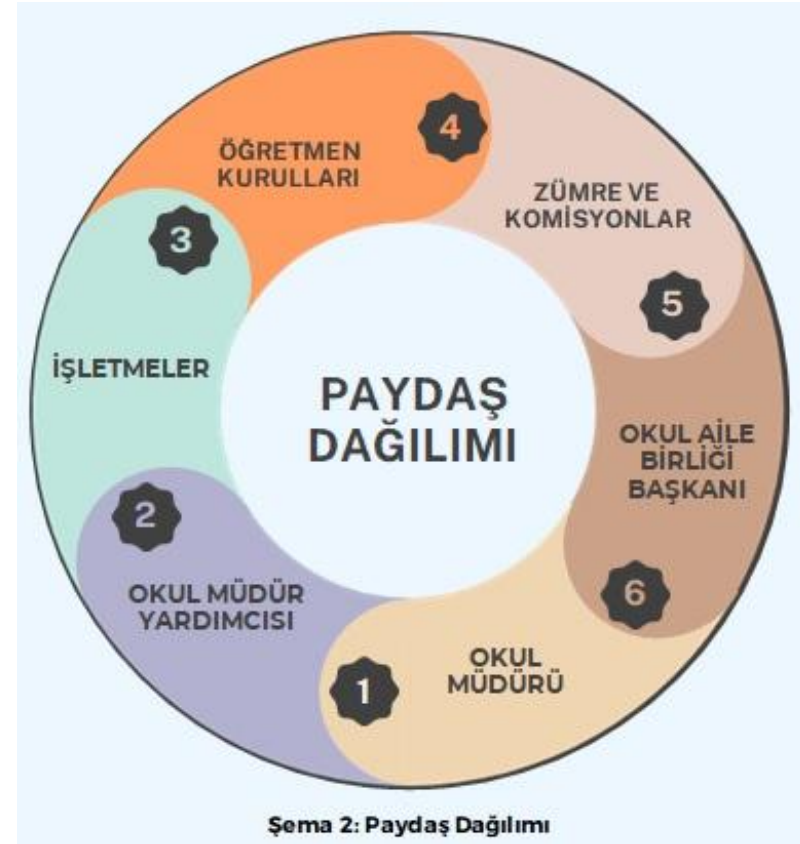 PAYDAŞ
DAĞILIMI
1
OKUL
MÜDÜRÜ
2
OKUL MÜDÜR
YARDIMCISI
3
İŞLETMELER
4
ÖĞRETMEN
KURULLARI
5
ZÜMRE VE
KOMİSYONLAR
6
OKUL AİLE
BİRLİĞİ
BAŞKANI
Şema 2: Paydaş Dağılımı